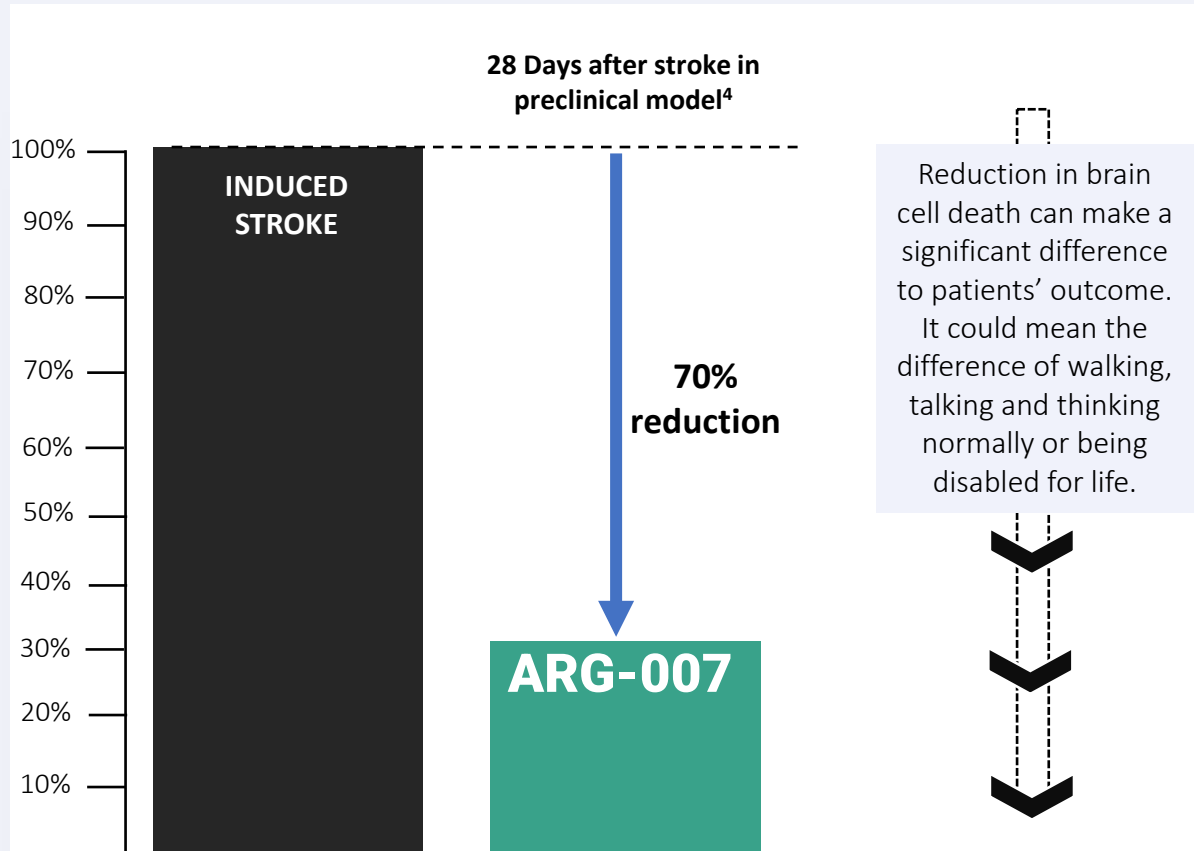 28 Days after stroke in
preclinical model⁴
100%
90%
80%
70%
60%
50%
40%
30%
20%
10%
INDUCED
STROKE
70%
reduction
ARG-007
Reduction in brain
cell death can make a
significant difference
to patients’ outcome.
It could mean the
difference of walking,
talking and thinking
normally or being
disabled for life.